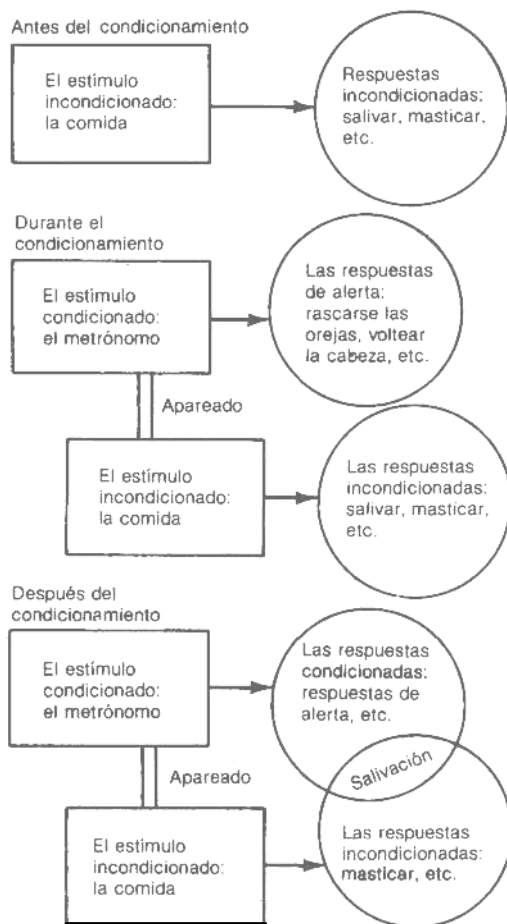 Antes del condicionamiento
El estímulo
incondicionado:
la comida
Respuestas
incondicionadas:
salivar, masticar,
etc.
Durante el
condicionamiento
El estímulo
condicionado:
el metrónomo
Las respuestas
de alerta:
rascarse las
orejas, voltear
la cabeza, etc.
Apareado
El estímulo
incondicionado:
la comida
Las respuestas
incondicionadas:
salivar, masticar,
etc.
Después del
condicionamiento
El estímulo
condicionado:
el metrónomo
Las respuestas
condicionadas:
respuestas de
alerta, etc.
Salivación
Apareado
El estímulo
incondicionado:
la comida
Las respuestas
incondicionadas:
masticar, etc.